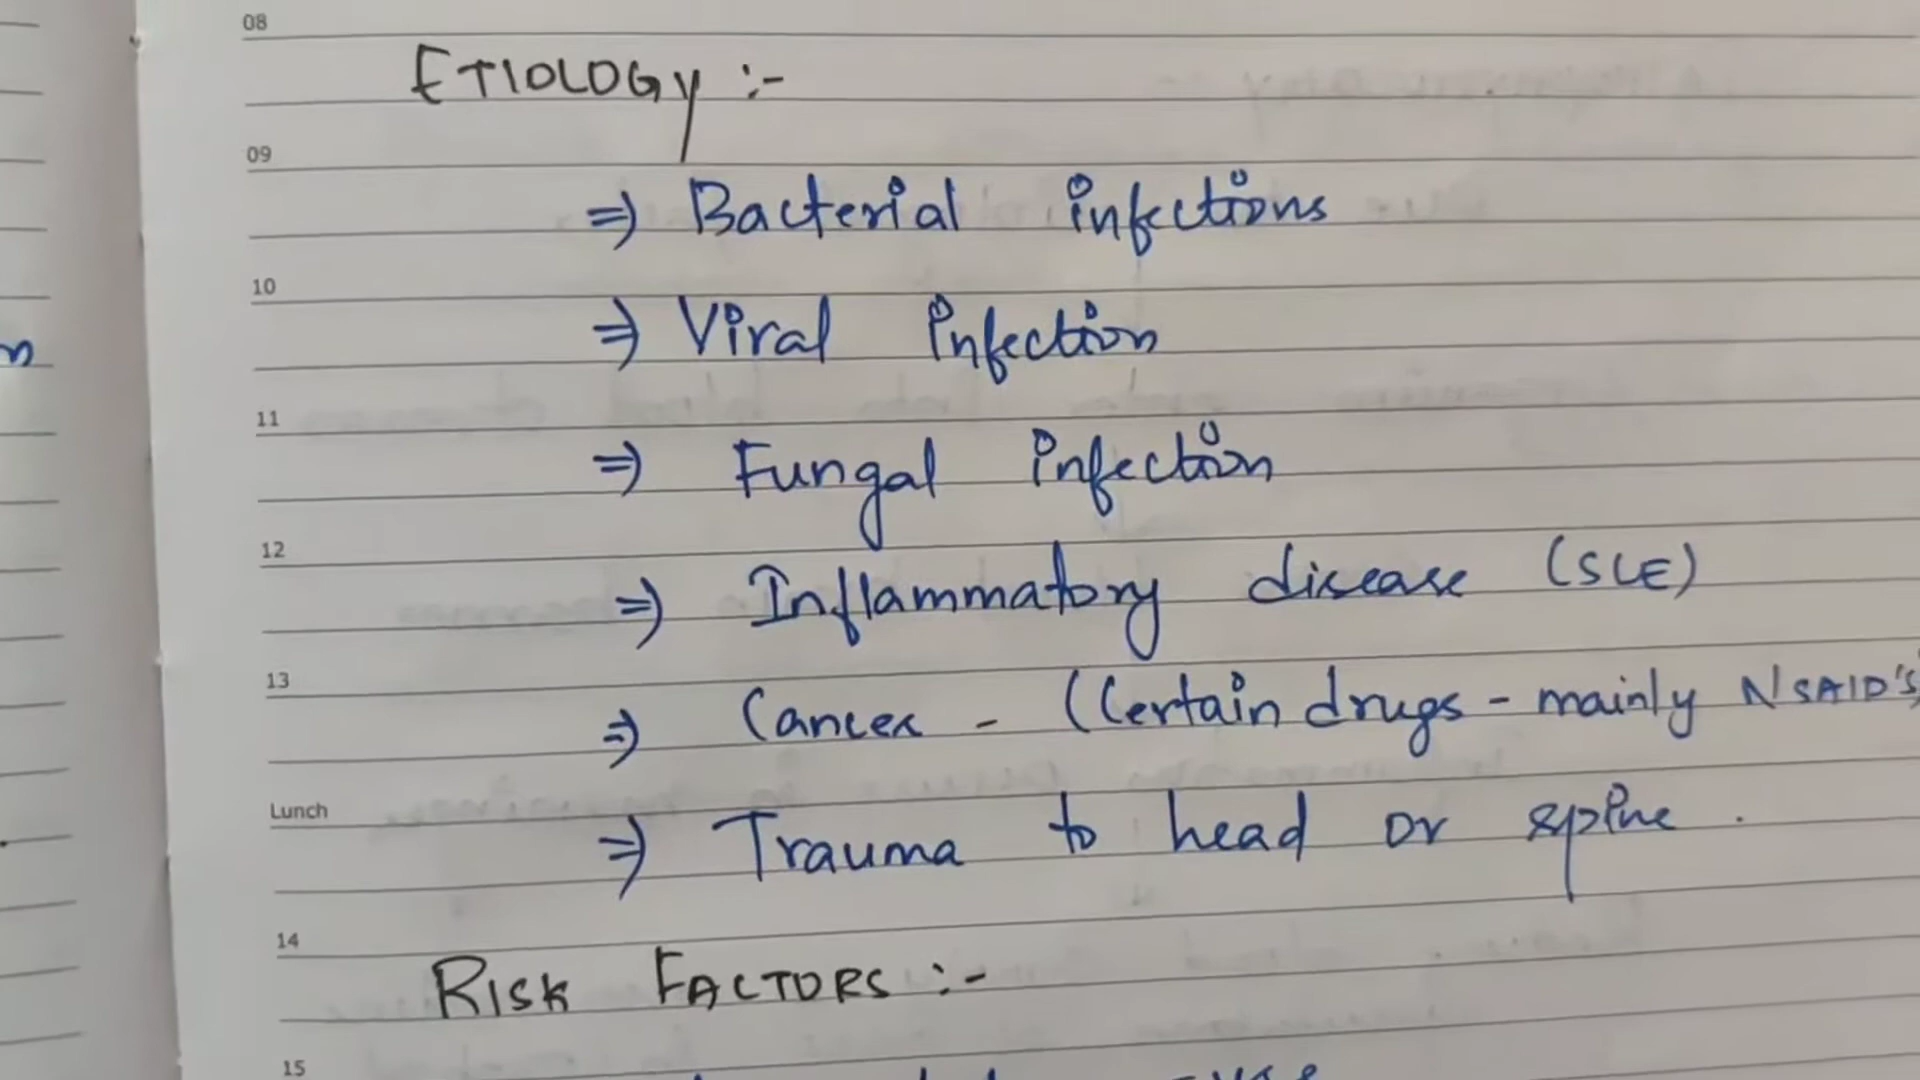 08
ETIOLOGY :-
09
⇒ Bacterial infections
10
⇒ Viral infection
11
⇒ Fungal infection
12
⇒ Inflammatory disease (SLE)
13
⇒ Cancer - (Certain drugs - mainly NSAID's
Lunch
⇒ Trauma to head or spine .
14
RISK FACTORS :-
15